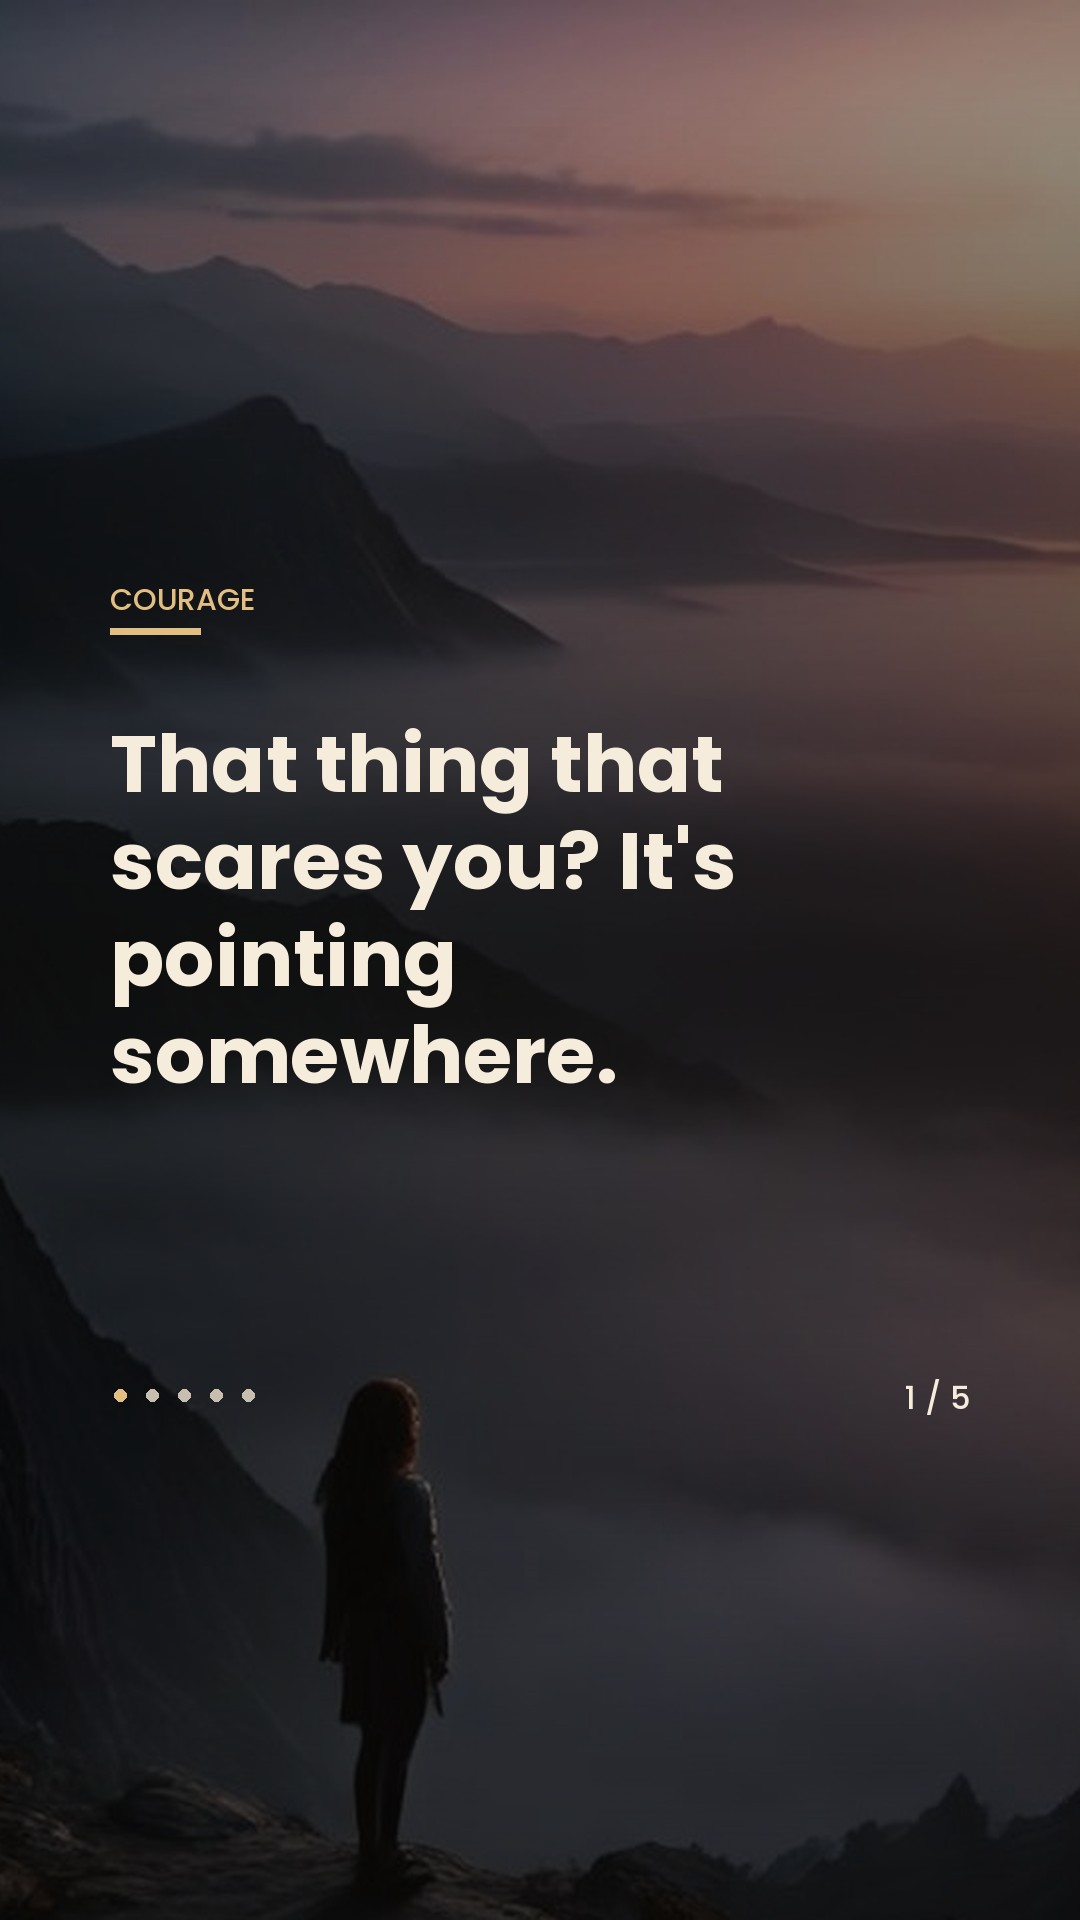 COURAGE
That thing that
scares you? It's
pointing
somewhere.
1 / 5